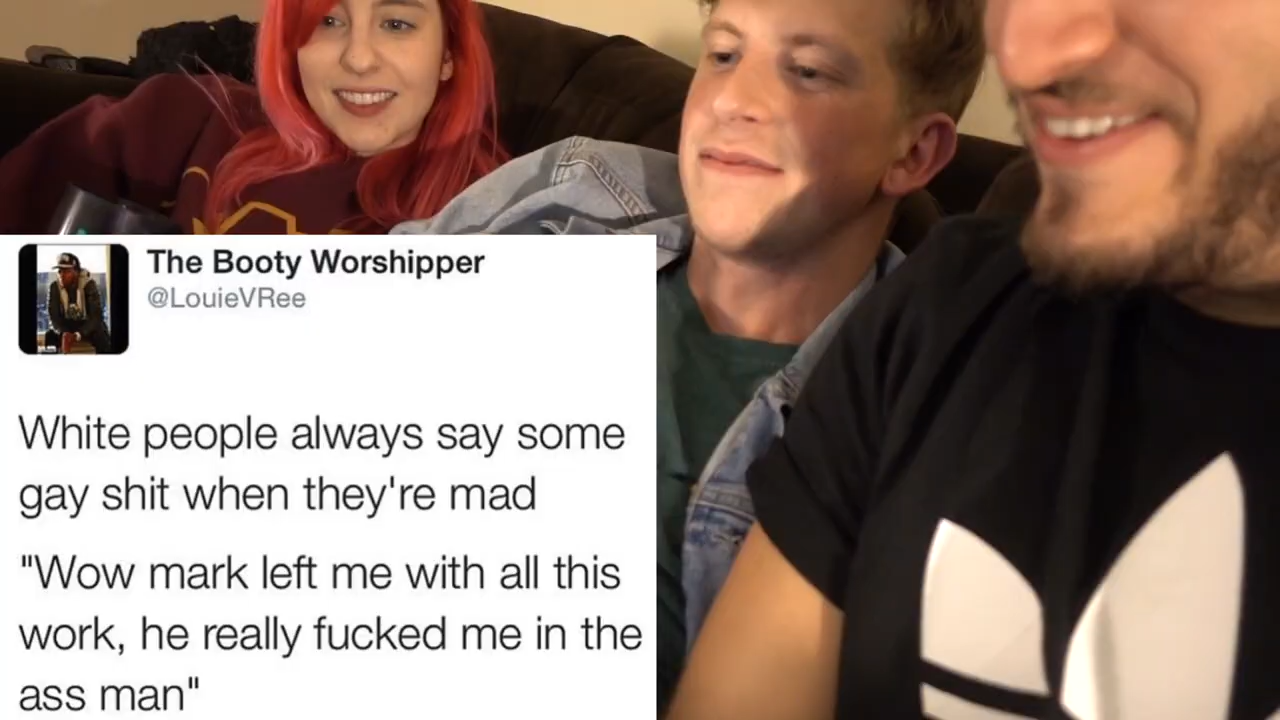 The Booty Worshipper
@LouieVRee
White people always say some
gay shit when they're mad
"Wow mark left me with all this
work, he really fucked me in the
ass man"